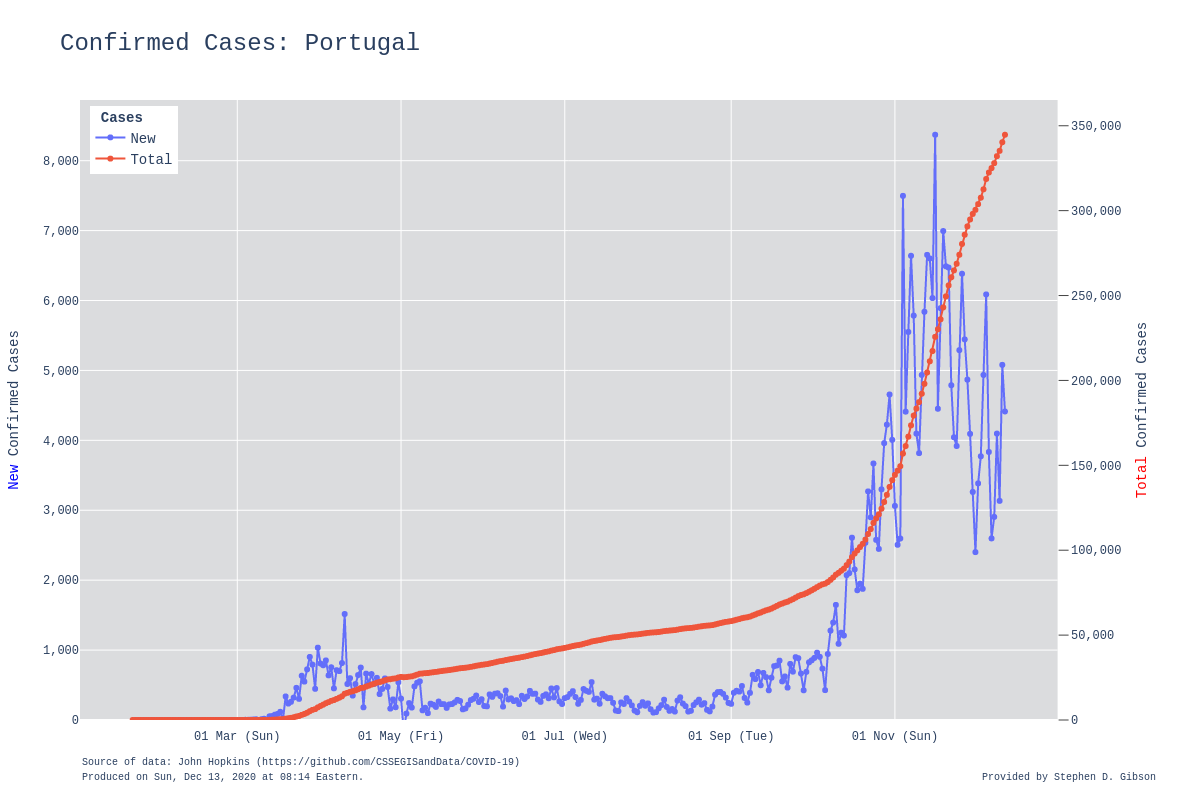 Confirmed Cases: Portugal
Cases
New
Total
8,000
7,000
6,000
5,000
4,000
3,000
2,000
1,000
0
350,000
300,000
250,000
200,000
150,000
100,000
50,000
0
New Confirmed Cases
Total Confirmed Cases
01 Mar (Sun)
01 May (Fri)
01 Jul (Wed)
01 Sep (Tue)
01 Nov (Sun)
Source of data: John Hopkins (https://github.com/CSSEGISandData/COVID-19)
Produced on Sun, Dec 13, 2020 at 08:14 Eastern.
Provided by Stephen D. Gibson